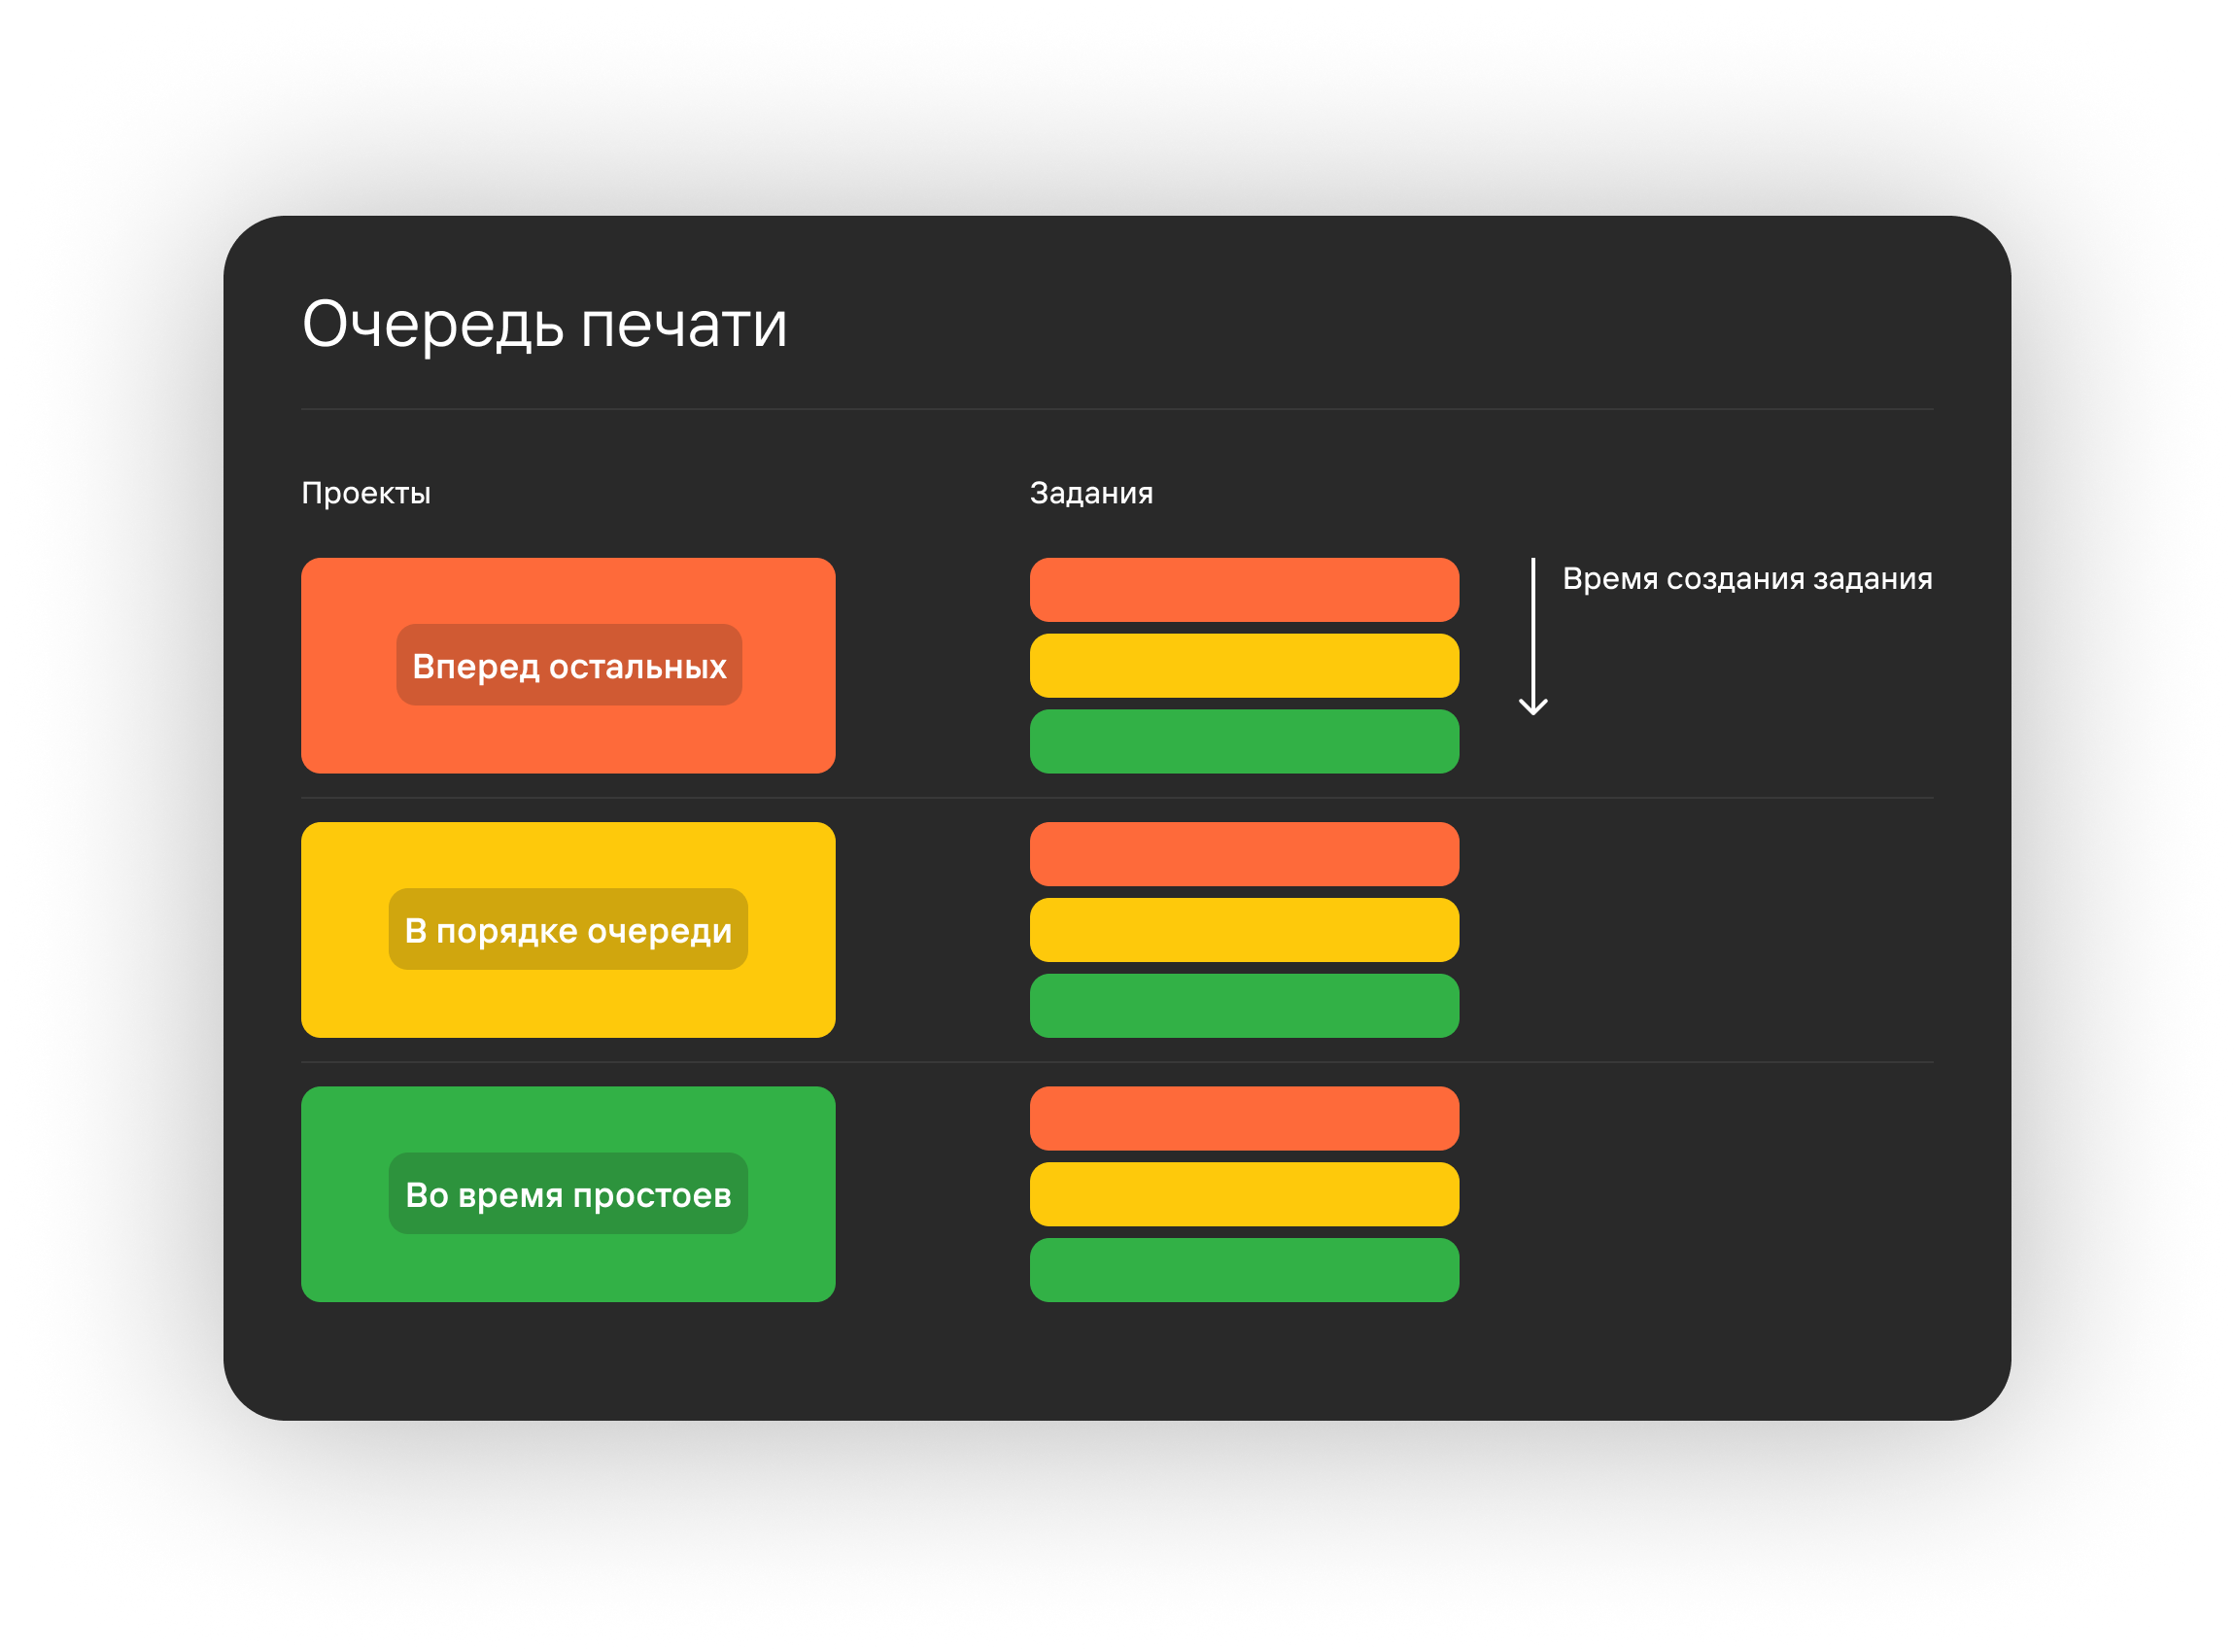 Очередь печати
Проекты
Задания
Время создания задания
Вперед остальных
В порядке очереди
Во время простоев